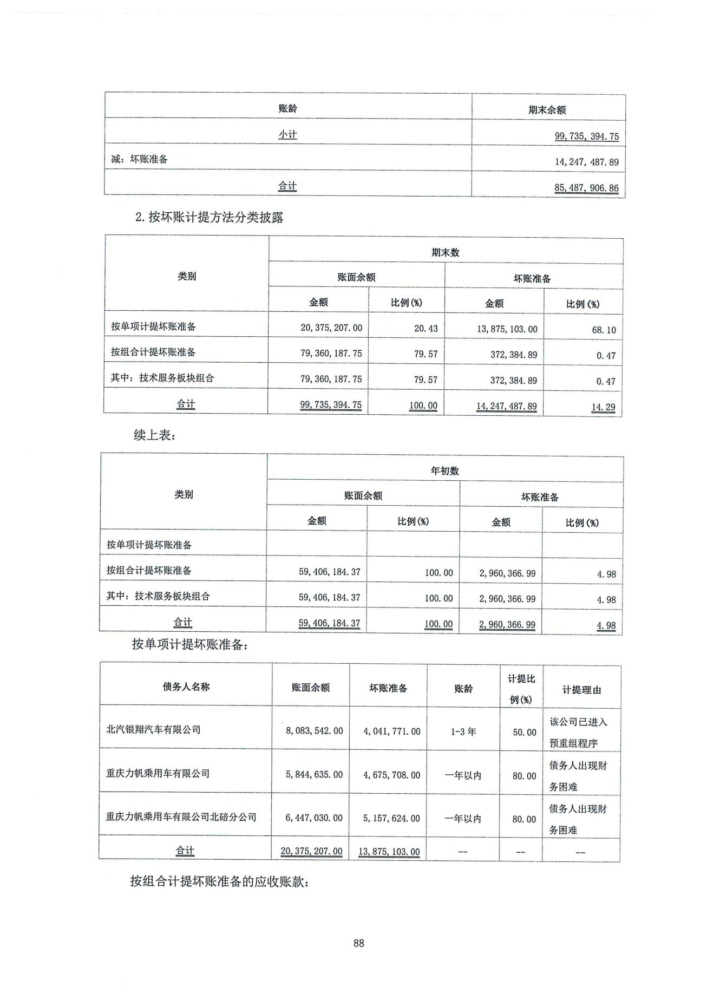 账龄 期末余额
小计 99,735,394.75
减：坏账准备 14,247,487.89
合计 85,487,906.86
2.按坏账计提方法分类披露
类别 期末数
账面余额 坏账准备
金额 比例(%) 金额 比例(%)
按单项计提坏账准备 20,375,207.00 20.43 13,875,103.00 68.10
按组合计提坏账准备 79,360,187.75 79.57 372,384.89 0.47
其中：技术服务板块组合 79,360,187.75 79.57 372,384.89 0.47
合计 99,735,394.75 100.00 14,247,487.89 14.29
续上表：
类别 年初数
账面余额 坏账准备
金额 比例(%) 金额 比例(%)
按单项计提坏账准备
按组合计提坏账准备 59,406,184.37 100.00 2,960,366.99 4.98
其中：技术服务板块组合 59,406,184.37 100.00 2,960,366.99 4.98
合计 59,406,184.37 100.00 2,960,366.99 4.98
按单项计提坏账准备：
债务人名称 账面余额 坏账准备 账龄 计提比
例(%) 计提理由
北汽银翔汽车有限公司 8,083,542.00 4,041,771.00 1-3年 50.00 该公司已进入
预重组程序
重庆力帆乘用车有限公司 5,844,635.00 4,675,708.00 一年以内 80.00 债务人出现财
务困难
重庆力帆乘用车有限公司北碚分公司 6,447,030.00 5,157,624.00 一年以内 80.00 债务人出现财
务困难
合计 20,375,207.00 13,875,103.00 -- -- --
按组合计提坏账准备的应收账款：
88